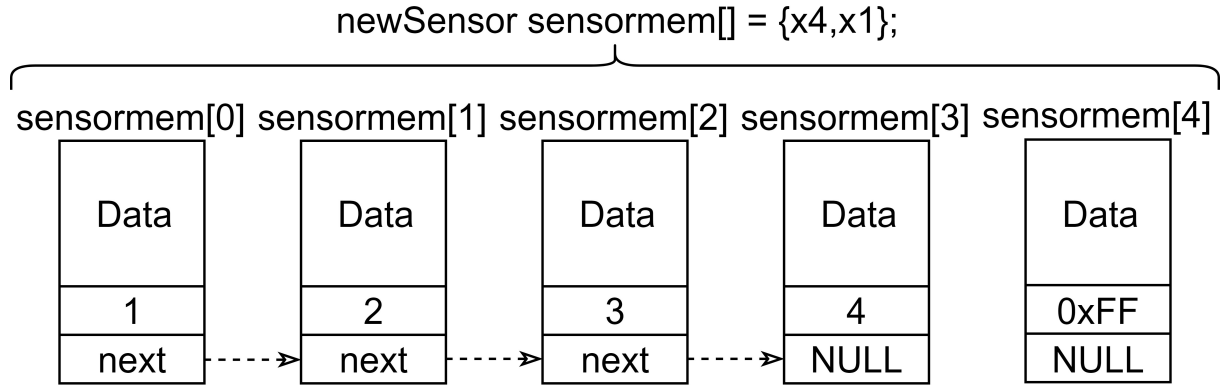 newSensor sensormem[] = {x4,x1};
sensormem[0] sensormem[1] sensormem[2] sensormem[3] sensormem[4]
Data Data Data Data Data
1 2 3 4 0xFF
next next next NULL NULL